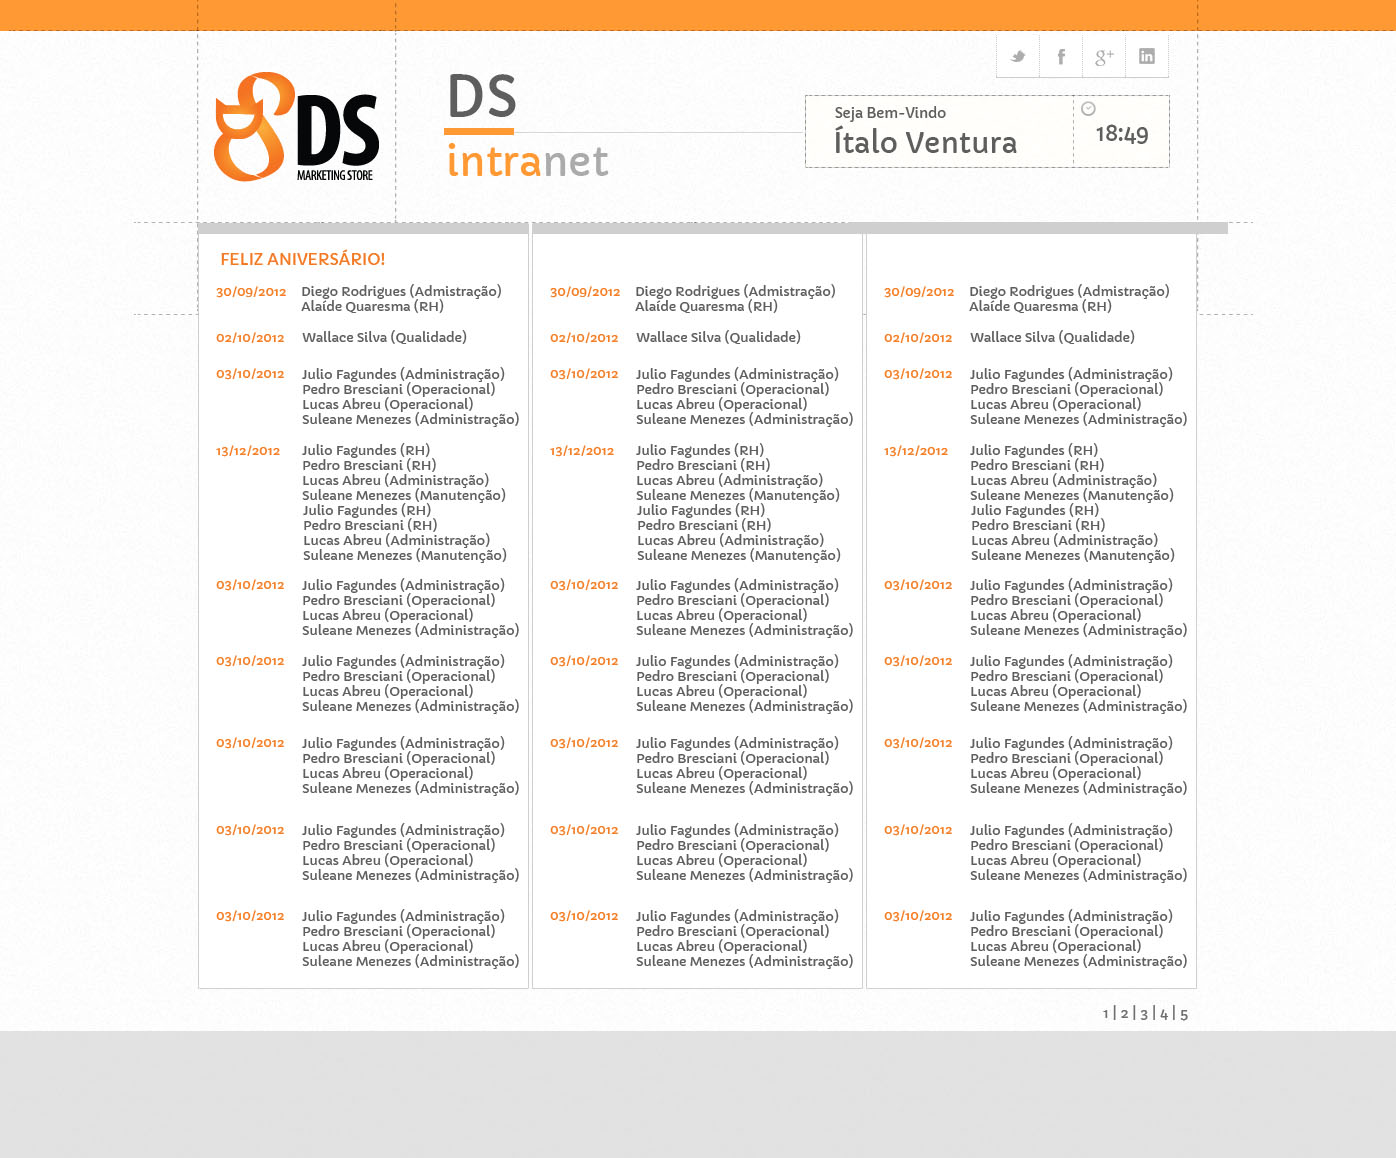 DS
MARKETING STORE
DS
intranet
Seja Bem-Vindo
Ítalo Ventura
18:49
FELIZ ANIVERSÁRIO!
30/09/2012 Diego Rodrigues (Admistração)
Alaíde Quaresma (RH)
02/10/2012 Wallace Silva (Qualidade)
03/10/2012 Julio Fagundes (Administração)
Pedro Bresciani (Operacional)
Lucas Abreu (Operacional)
Suleane Menezes (Administração)
13/12/2012 Julio Fagundes (RH)
Pedro Bresciani (RH)
Lucas Abreu (Administração)
Suleane Menezes (Manutenção)
Julio Fagundes (RH)
Pedro Bresciani (RH)
Lucas Abreu (Administração)
Suleane Menezes (Manutenção)
03/10/2012 Julio Fagundes (Administração)
Pedro Bresciani (Operacional)
Lucas Abreu (Operacional)
Suleane Menezes (Administração)
03/10/2012 Julio Fagundes (Administração)
Pedro Bresciani (Operacional)
Lucas Abreu (Operacional)
Suleane Menezes (Administração)
03/10/2012 Julio Fagundes (Administração)
Pedro Bresciani (Operacional)
Lucas Abreu (Operacional)
Suleane Menezes (Administração)
03/10/2012 Julio Fagundes (Administração)
Pedro Bresciani (Operacional)
Lucas Abreu (Operacional)
Suleane Menezes (Administração)
03/10/2012 Julio Fagundes (Administração)
Pedro Bresciani (Operacional)
Lucas Abreu (Operacional)
Suleane Menezes (Administração)
30/09/2012 Diego Rodrigues (Admistração)
Alaíde Quaresma (RH)
02/10/2012 Wallace Silva (Qualidade)
03/10/2012 Julio Fagundes (Administração)
Pedro Bresciani (Operacional)
Lucas Abreu (Operacional)
Suleane Menezes (Administração)
13/12/2012 Julio Fagundes (RH)
Pedro Bresciani (RH)
Lucas Abreu (Administração)
Suleane Menezes (Manutenção)
Julio Fagundes (RH)
Pedro Bresciani (RH)
Lucas Abreu (Administração)
Suleane Menezes (Manutenção)
03/10/2012 Julio Fagundes (Administração)
Pedro Bresciani (Operacional)
Lucas Abreu (Operacional)
Suleane Menezes (Administração)
03/10/2012 Julio Fagundes (Administração)
Pedro Bresciani (Operacional)
Lucas Abreu (Operacional)
Suleane Menezes (Administração)
03/10/2012 Julio Fagundes (Administração)
Pedro Bresciani (Operacional)
Lucas Abreu (Operacional)
Suleane Menezes (Administração)
03/10/2012 Julio Fagundes (Administração)
Pedro Bresciani (Operacional)
Lucas Abreu (Operacional)
Suleane Menezes (Administração)
03/10/2012 Julio Fagundes (Administração)
Pedro Bresciani (Operacional)
Lucas Abreu (Operacional)
Suleane Menezes (Administração)
30/09/2012 Diego Rodrigues (Admistração)
Alaíde Quaresma (RH)
02/10/2012 Wallace Silva (Qualidade)
03/10/2012 Julio Fagundes (Administração)
Pedro Bresciani (Operacional)
Lucas Abreu (Operacional)
Suleane Menezes (Administração)
13/12/2012 Julio Fagundes (RH)
Pedro Bresciani (RH)
Lucas Abreu (Administração)
Suleane Menezes (Manutenção)
Julio Fagundes (RH)
Pedro Bresciani (RH)
Lucas Abreu (Administração)
Suleane Menezes (Manutenção)
03/10/2012 Julio Fagundes (Administração)
Pedro Bresciani (Operacional)
Lucas Abreu (Operacional)
Suleane Menezes (Administração)
03/10/2012 Julio Fagundes (Administração)
Pedro Bresciani (Operacional)
Lucas Abreu (Operacional)
Suleane Menezes (Administração)
03/10/2012 Julio Fagundes (Administração)
Pedro Bresciani (Operacional)
Lucas Abreu (Operacional)
Suleane Menezes (Administração)
03/10/2012 Julio Fagundes (Administração)
Pedro Bresciani (Operacional)
Lucas Abreu (Operacional)
Suleane Menezes (Administração)
03/10/2012 Julio Fagundes (Administração)
Pedro Bresciani (Operacional)
Lucas Abreu (Operacional)
Suleane Menezes (Administração)
1 | 2 | 3 | 4 | 5